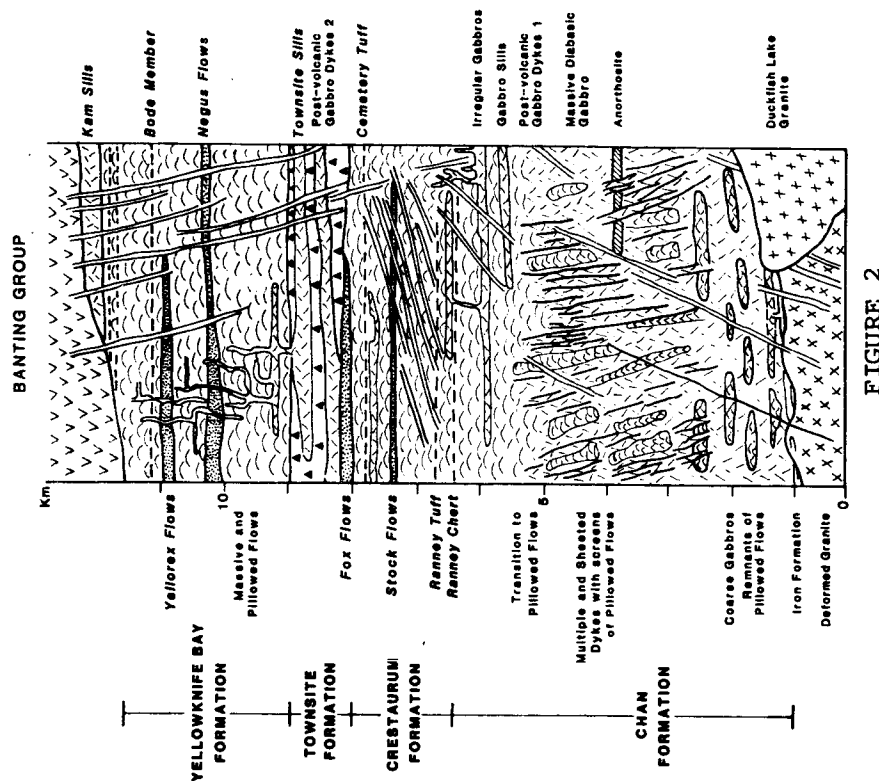 BANTING GROUP
Km
10
5
0
Kam Sills
Bode Member
Negus Flows
Townsite Sills
Post-volcanic
Gabbro Dykes 2
Cemetery Tuff
Irregular Gabbros
Gabbro Sills
Post-volcanic
Gabbro Dykes 1
Massive Diabasic
Gabbro
Anorthosite
Duckfish Lake
Granite
Yellorex Flows
Massive and
Pillowed Flows
Fox Flows
Stock Flows
Ranney Tuff
Ranney Chert
Transition to
Pillowed Flows
Multiple and Sheeted
Dykes with screens
of Pillowed Flows
Coarse Gabbros
Remnants of
Pillowed Flows
Iron Formation
Deformed Granite
YELLOWKNIFE BAY
FORMATION
TOWNSITE
FORMATION
CRESTAURUM
FORMATION
CHAN
FORMATION
FIGURE 2